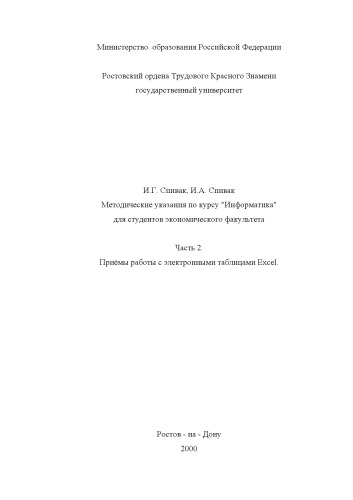 Министерство образования Российской Федерации
Ростовский ордена Трудового Красного Знамени
государственный университет
И.Г. Спивак, И.А. Спивак
Методические указания по курсу "Информатика"
для студентов экономического факультета
Часть 2.
Приёмы работы с электронными таблицами Excel.
Ростов - на - Дону
2000